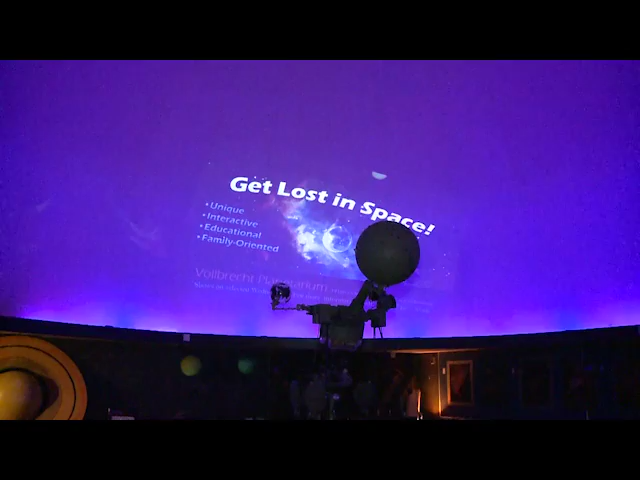 Get Lost in Space!
• Unique
• Interactive
• Educational
• Family-Oriented
Vollbrecht Planetarium